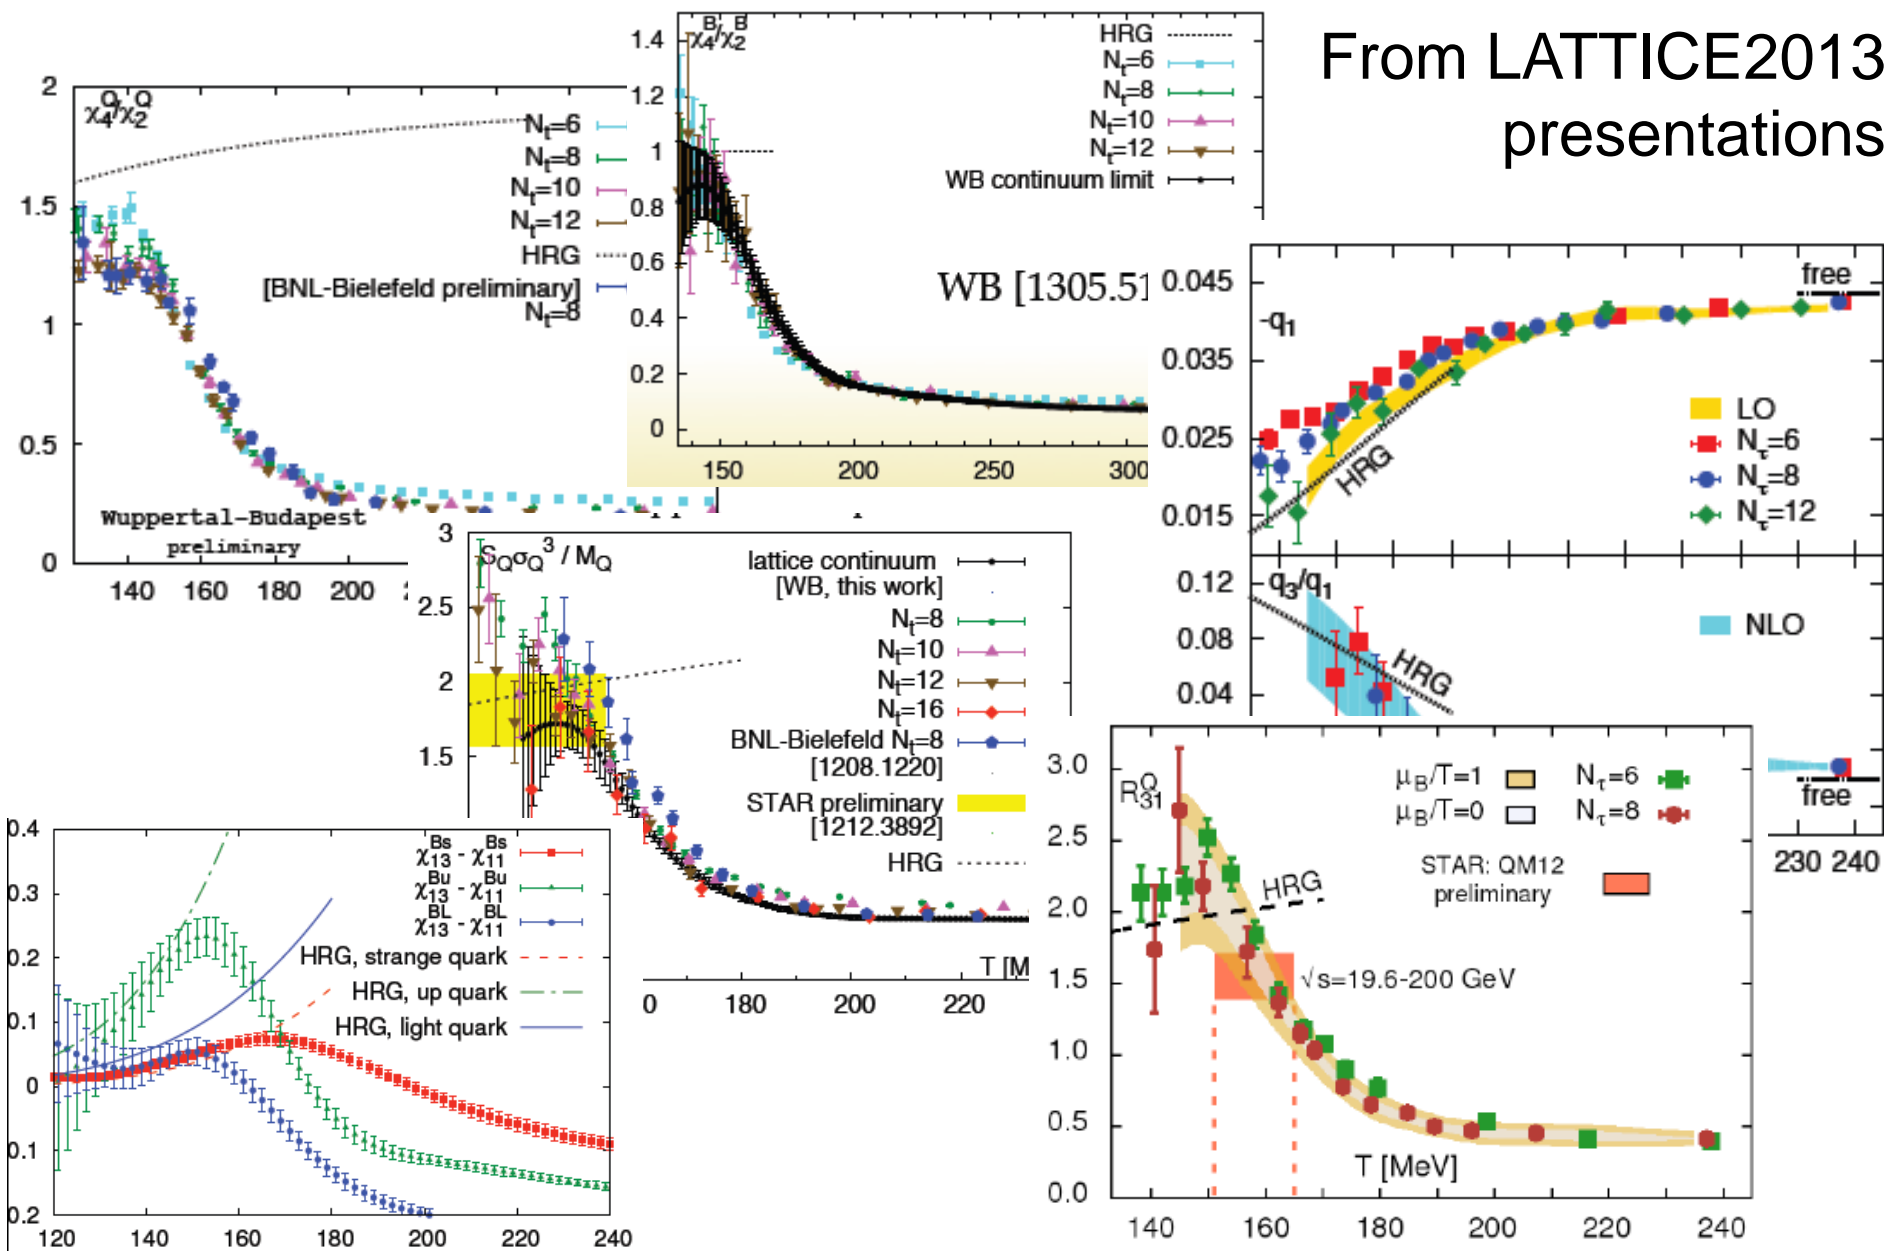 From LATTICE2013
presentations
2
1.5
1
0.5
0
χ₄Q/χ₂Q
Nt=6
Nt=8
Nt=10
Nt=12
HRG
[BNL-Bielefeld preliminary]
Nt=8
Wuppertal-Budapest
preliminary
140 160 180 200
1.4
1.2
1
0.8
0.6
0.4
0.2
0
χ₄B/χ₂B
HRG
Nt=6
Nt=8
Nt=10
Nt=12
WB continuum limit
WB [1305.51
150 200 250 300
0.045
0.035
0.025
0.015
-q₁
free
HRG
LO
Nτ=6
Nτ=8
Nτ=12
0.12
0.08
0.04
q₃/q₁
HRG
NLO
free
230 240
3
2.5
2
1.5
SQσQ³/MQ
lattice continuum
[WB, this work]
Nt=8
Nt=10
Nt=12
Nt=16
BNL-Bielefeld Nt=8
[1208.1220]
STAR preliminary
[1212.3892]
HRG
T [M
0 180 200 220
0.4
0.3
0.2
0.1
0
0.1
0.2
χ₁₃Bs - χ₁₁Bs
χ₁₃Bu - χ₁₁Bu
χ₁₃BL - χ₁₁BL
HRG, strange quark
HRG, up quark
HRG, light quark
120 140 160 180 200 220 240
3.0
2.5
2.0
1.5
1.0
0.5
0.0
R₃₁Q
μB/T=1
μB/T=0
Nτ=6
Nτ=8
STAR: QM12
preliminary
HRG
√s=19.6-200 GeV
T [MeV]
140 160 180 200 220 240